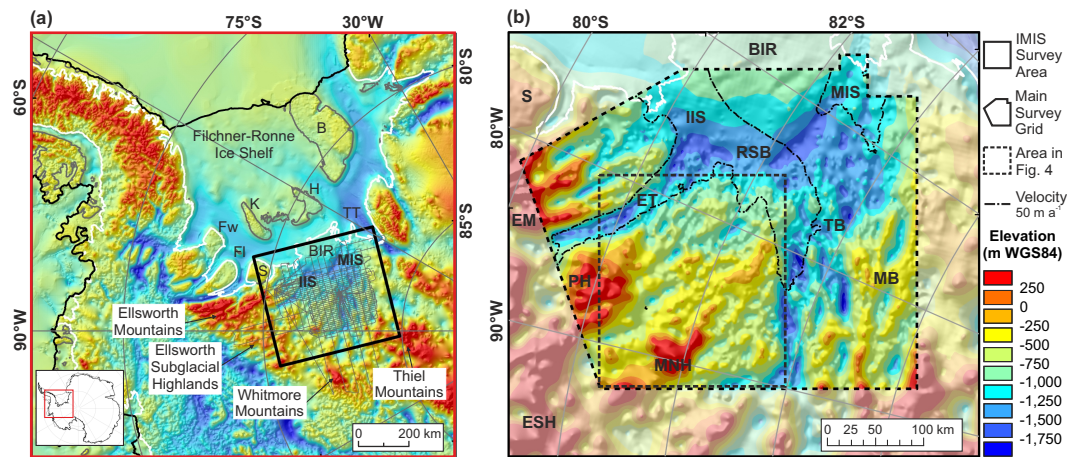 (a)
75°S
30°W
80°S
60°S
Filchner-Ronne
Ice Shelf
B
H
K
TT
Fw
Fl
S
BIR
MIS
IIS
85°S
90°W
Ellsworth
Mountains
Ellsworth
Subglacial
Highlands
Whitmore
Mountains
Thiel
Mountains
0 200 km
(b)
80°S
82°S
BIR
S
MIS
IIS
80°W
RSB
ET
EM
TB
PH
MB
90°W
MNH
ESH
0 50 100 km
IMIS
Survey
Area
Main
Survey
Grid
Area in
Fig. 4
Velocity
50 m a⁻¹
Elevation
(m WGS84)
250
0
-250
-500
-750
-1,000
-1,250
-1,500
-1,750